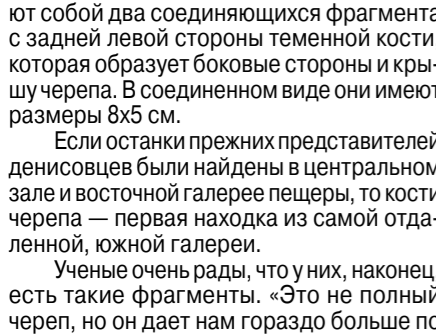 ют собой два соединяющихся фрагмента
с задней левой стороны теменной кости,
которая образует боковые стороны и кры-
шу черепа. В соединенном виде они имеют
размеры 8х5 см.
Если останки прежних представителей
денисовцев были найдены в центральном
зале и восточной галерее пещеры, то кости
черепа — первая находка из самой отда-
ленной, южной галереи.
Ученые очень рады, что у них, наконец,
есть такие фрагменты. «Это не полный
череп, но он дает нам гораздо больше по